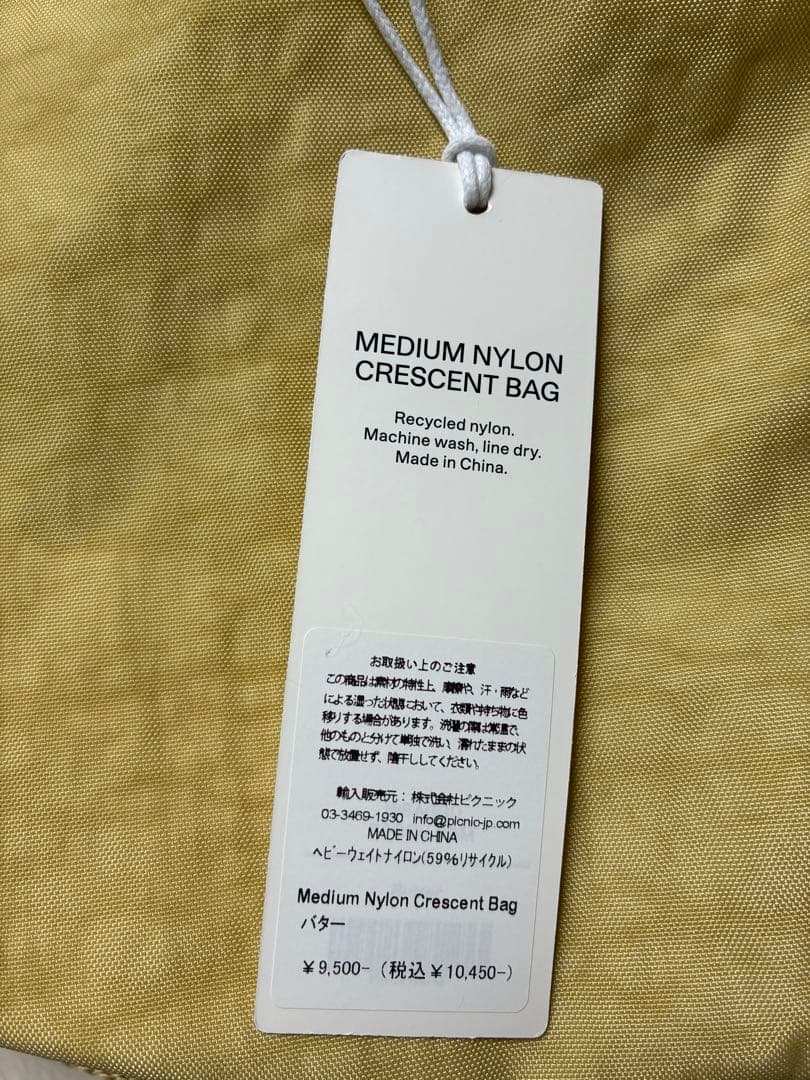 MEDIUM NYLON
CRESCENT BAG
Recycled nylon.
Machine wash, line dry.
Made in China.
お取扱い上のご注意
この商品は素材の特性上、摩擦や、汗・雨など
による湿った状態において、衣類や持ち物に色
移りする場合があります。洗濯の際は常温で、
他のものと分けて単独で洗い、濡れたままの状
態で放置せず、陰干ししてください。
輸入販売元：株式会社ピクニック
03-3469-1930 info@picnic-jp.com
MADE IN CHINA
ヘビーウェイトナイロン(59%リサイクル)
Medium Nylon Crescent Bag
バター
¥9,500-（税込¥10,450-）